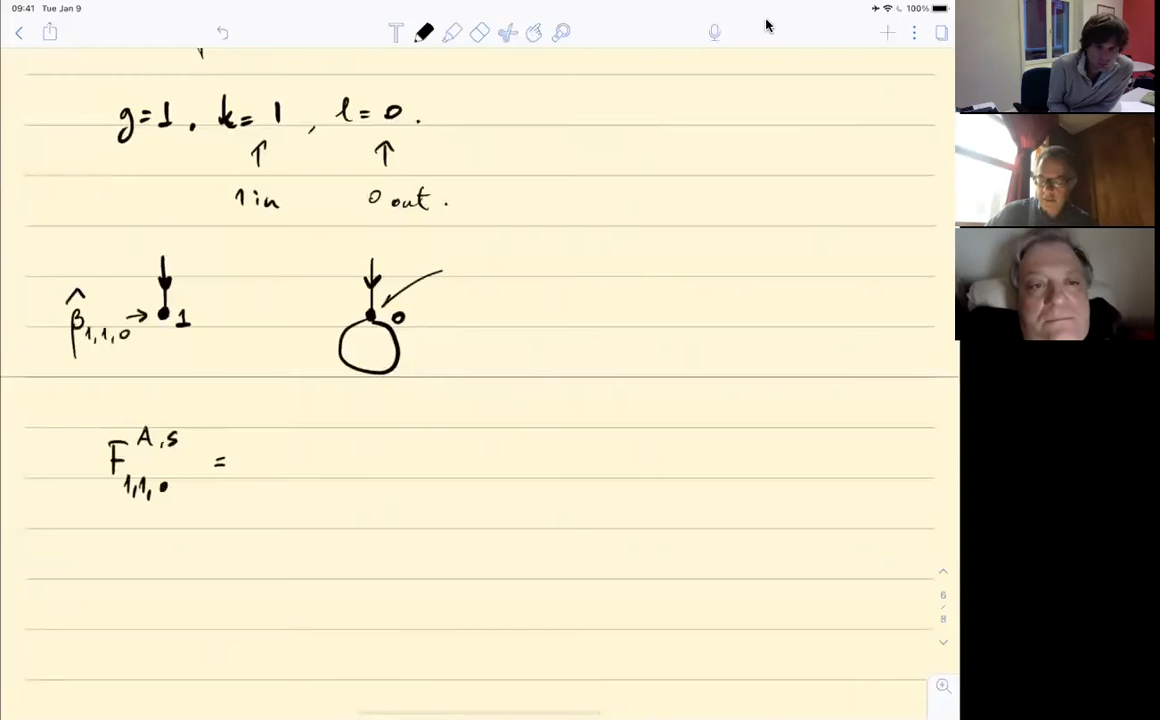 09:41 Tue Jan 9 100%
g=1, k=1, l=0.
↑ ↑
1 in 0 out.
β̂1,1,0 → 1 0
F^A,s 1,1,0 =
6
/
8